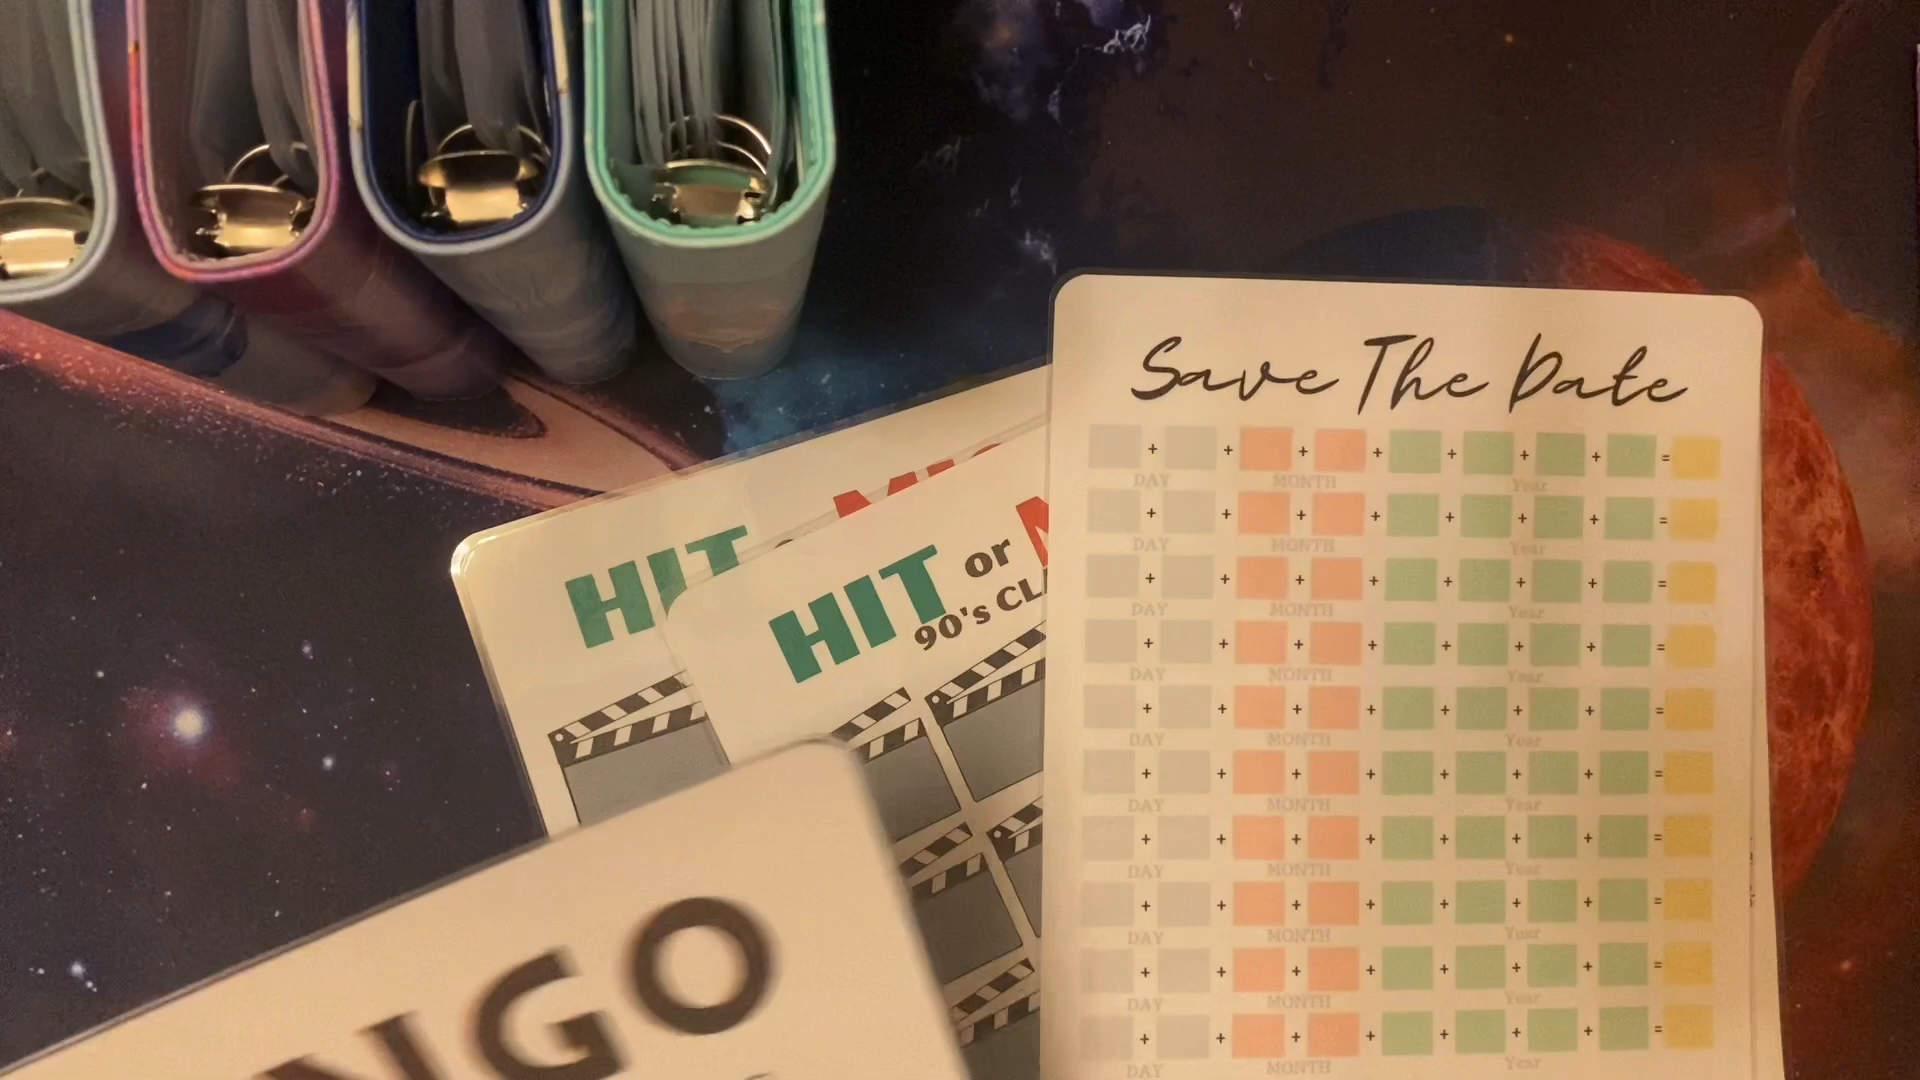 Save The Date
+ + + + + + + =
DAY MONTH Year
+ + + + + + + =
DAY MONTH Year
+ + + + + + + =
DAY MONTH Year
+ + + + + + + =
DAY MONTH Year
+ + + + + + + =
DAY MONTH Year
+ + + + + + + =
DAY MONTH Year
+ + + + + + + =
DAY MONTH Year
+ + + + + + + =
DAY MONTH Year
+ + + + + + + =
DAY MONTH Year
+ + + + + + + =
DAY MONTH Year
HIT
HIT or
90's
NGO